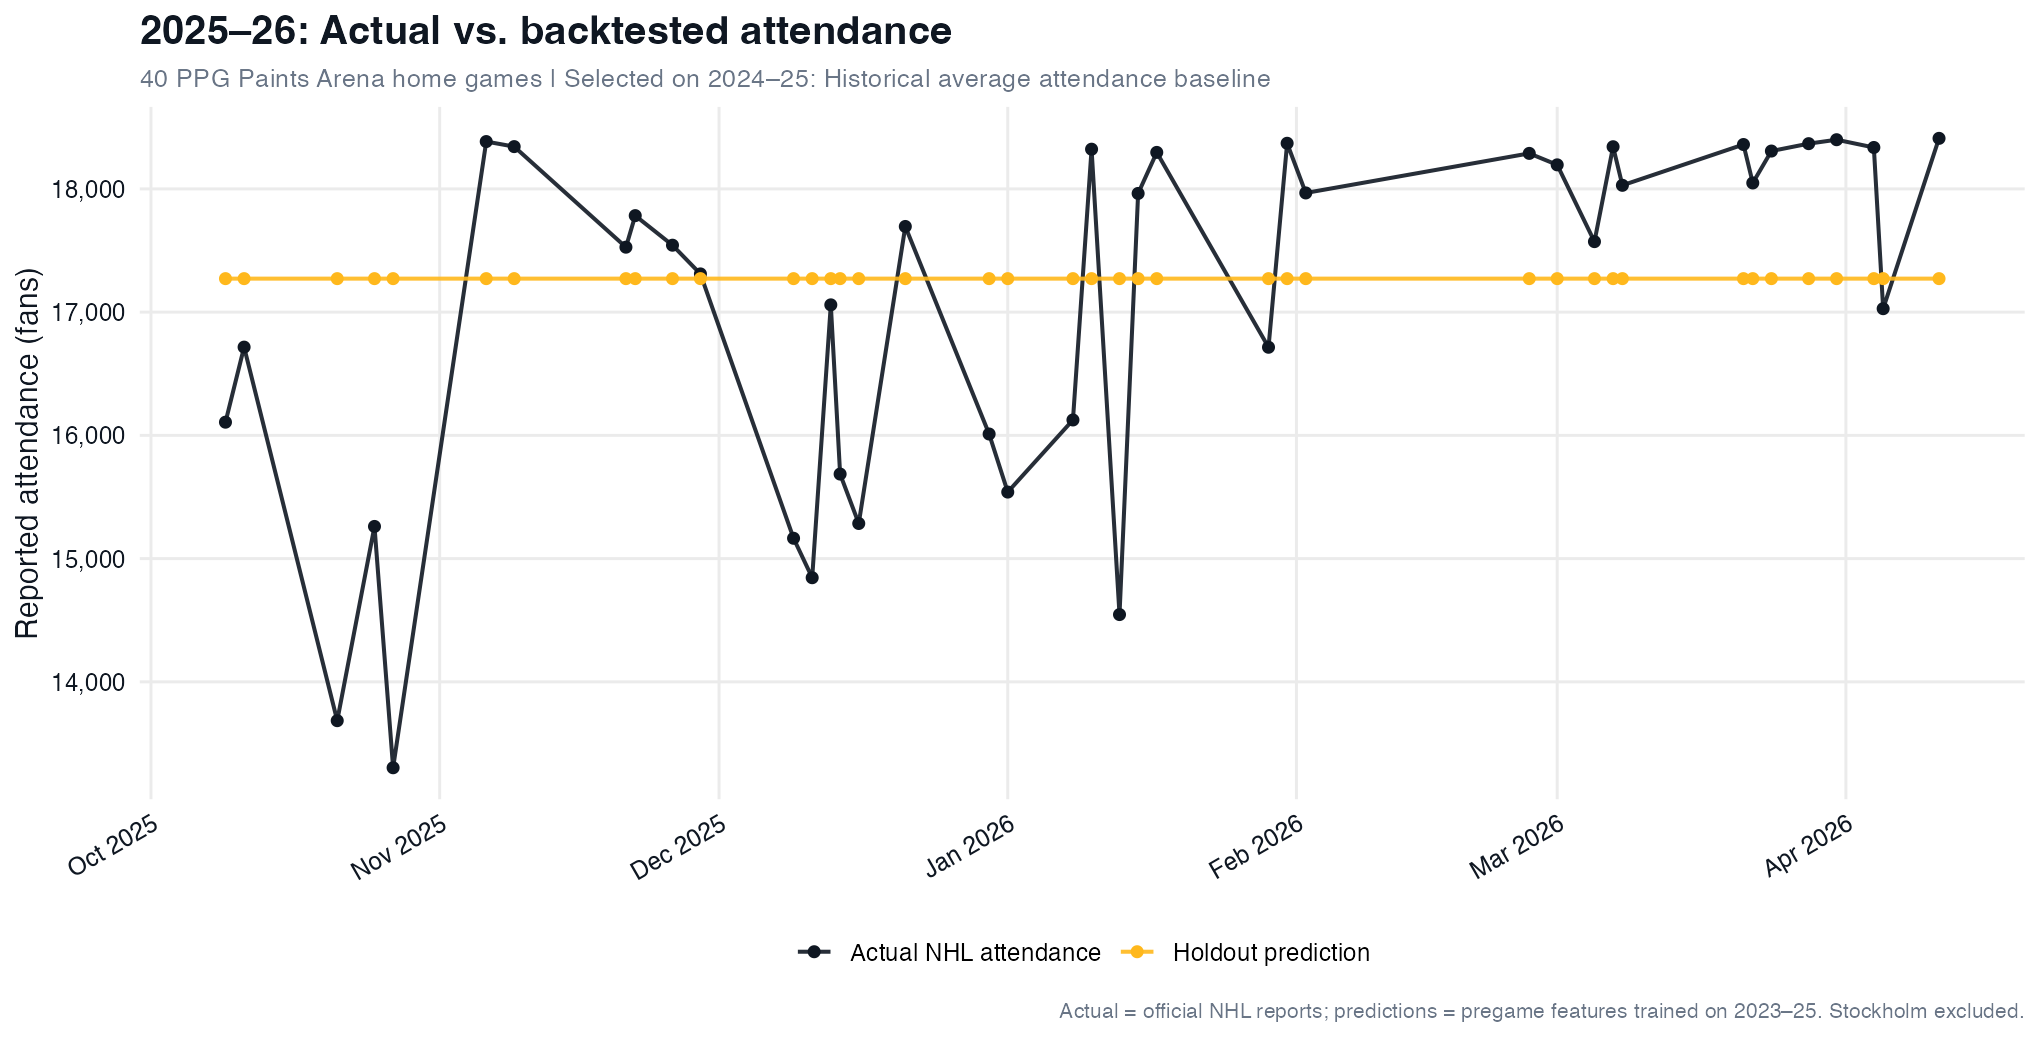 2025–26: Actual vs. backtested attendance
40 PPG Paints Arena home games | Selected on 2024–25: Historical average attendance baseline
Reported attendance (fans)
18,000
17,000
16,000
15,000
14,000
Oct 2025
Nov 2025
Dec 2025
Jan 2026
Feb 2026
Mar 2026
Apr 2026
Actual NHL attendance
Holdout prediction
Actual = official NHL reports; predictions = pregame features trained on 2023–25. Stockholm excluded.